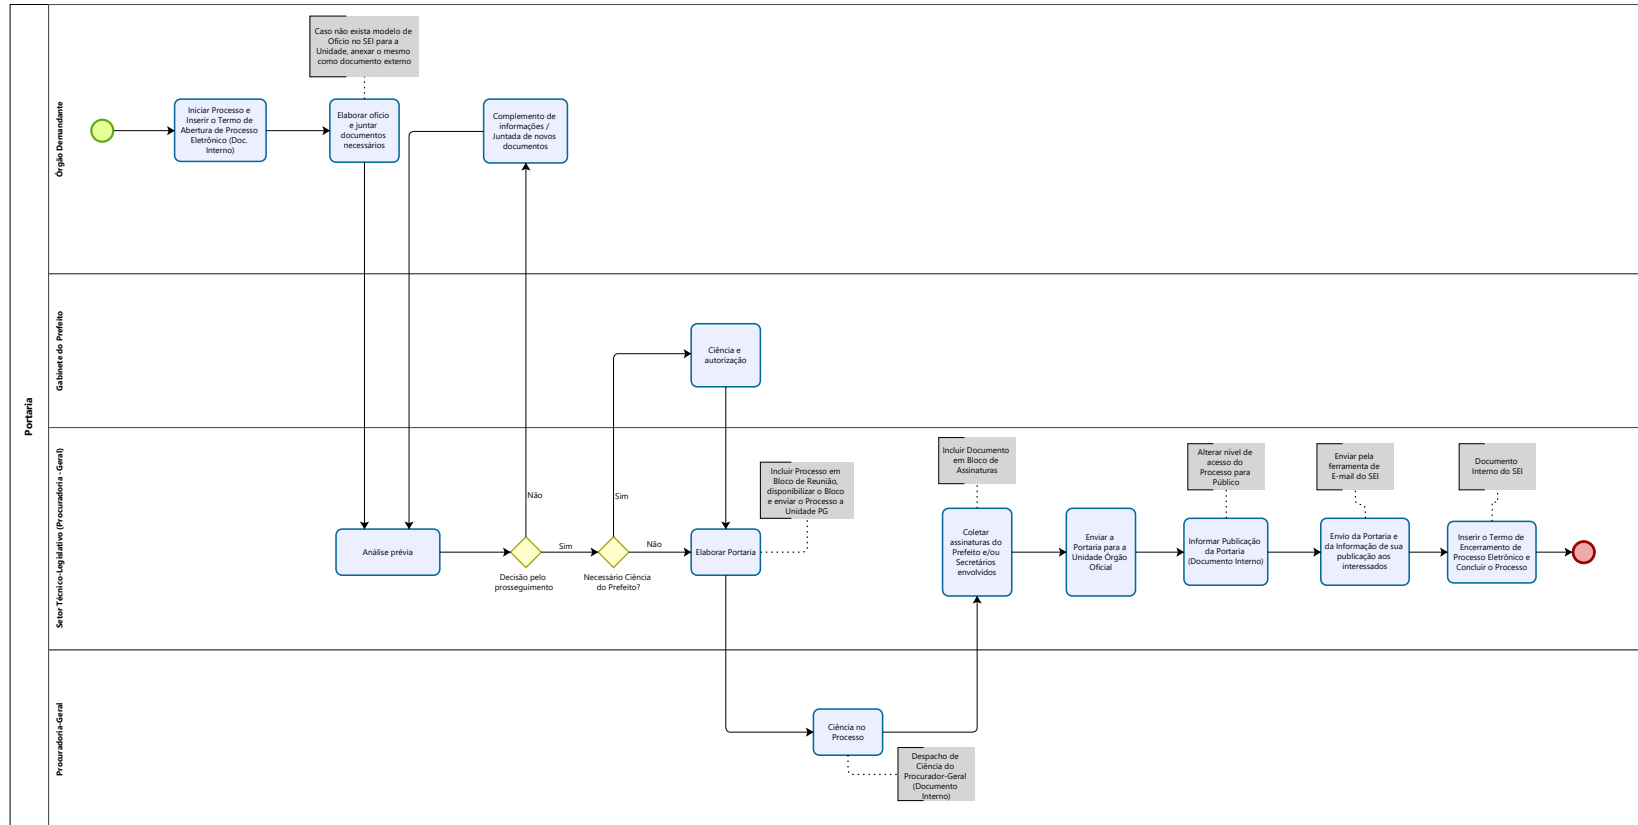 Portaria
Órgão Demandante
Caso não exista modelo de
Ofício no SEI para a
Unidade, anexar o mesmo
como documento externo
Iniciar Processo e
Inserir o Termo de
Abertura de Processo
Eletrônico (Doc.
Interno)
Elaborar ofício
e juntar
documentos
necessários
Complemento de
informações /
Juntada de novos
documentos
Gabinete do Prefeito
Ciência e
autorização
Setor Técnico-Legislativo (Procuradoria -Geral)
Análise prévia
Não
Sim
Decisão pelo
prosseguimento
Sim
Não
Necessário Ciência
do Prefeito?
Elaborar Portaria
Incluir Processo em
Bloco de Reunião,
disponibilizar o Bloco
e enviar o Processo a
Unidade PG
Incluir Documento
em Bloco de
Assinaturas
Coletar
assinaturas do
Prefeito e/ou
Secretários
envolvidos
Enviar a
Portaria para a
Unidade Órgão
Oficial
Alterar nível de
acesso do
Processo para
Público
Informar Publicação
da Portaria
(Documento Interno)
Enviar pela
ferramenta de
E-mail do SEI
Envio da Portaria e
da Informação de sua
publicação aos
interessados
Documento
Interno do SEI
Inserir o Termo de
Encerramento de
Processo Eletrônico e
Concluir o Processo
Procuradoria-Geral
Ciência no
Processo
Despacho de
Ciência do
Procurador-Geral
(Documento
Interno)